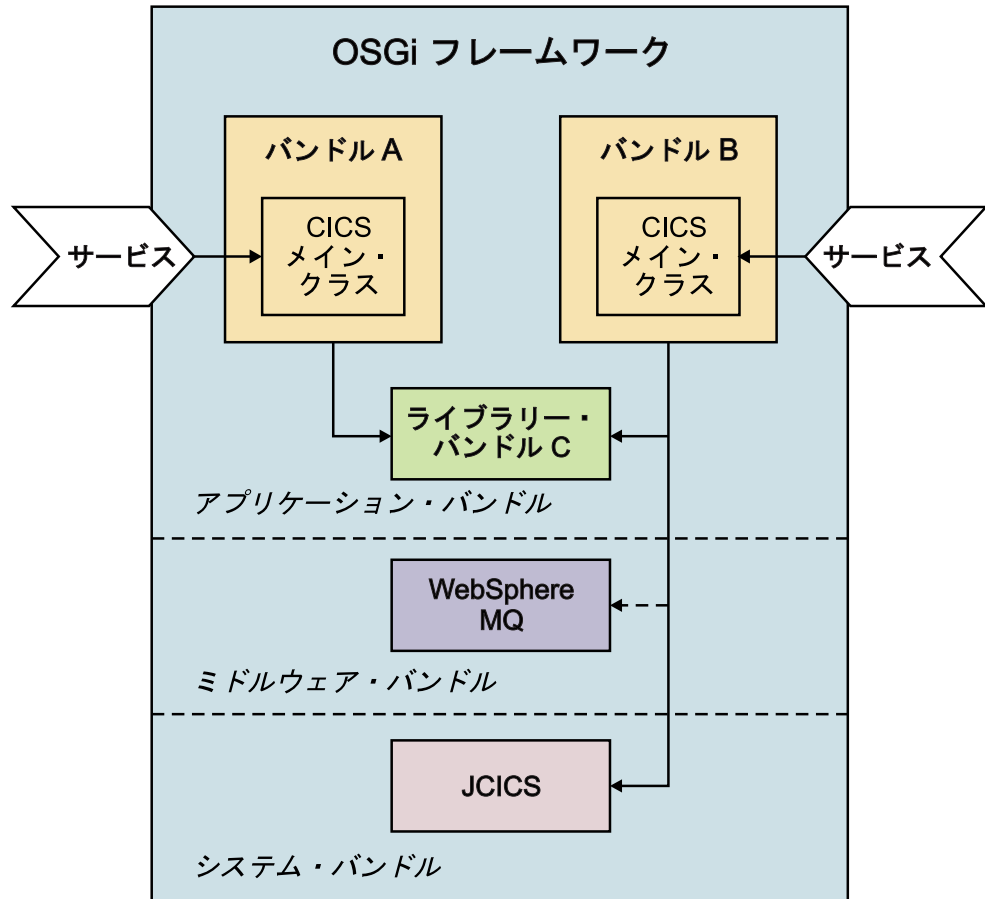 OSGi フレームワーク
バンドル A
バンドル B
CICS
メイン・
クラス
CICS
メイン・
クラス
サービス
サービス
ライブラリー・
バンドル C
アプリケーション・バンドル
WebSphere
MQ
ミドルウェア・バンドル
JCICS
システム・バンドル